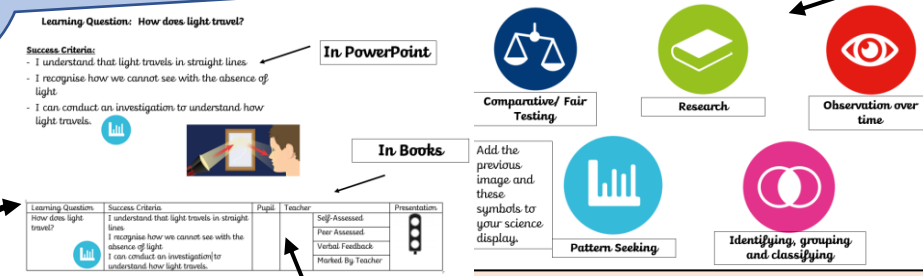 Learning Question: How does light travel?
Success Criteria:
- I understand that light travels in straight lines
- I recognise how we cannot see with the absence of
light
- I can conduct an investigation to understand how
light travels.
In PowerPoint
In Books
Learning Question
Success Criteria
Pupil
Teacher
Presentation
How does light
travel?
I understand that light travels in straight
lines
I recognise how we cannot see with the
absence of light
I can conduct an investigation to
understand how light travels.
Self-Assessed
Peer Assessed
Verbal Feedback
Marked By Teacher
Comparative/ Fair
Testing
Research
Observation over
time
Add the
previous
image and
these
symbols to
your science
display.
Pattern Seeking
Identifying, grouping
and classifying